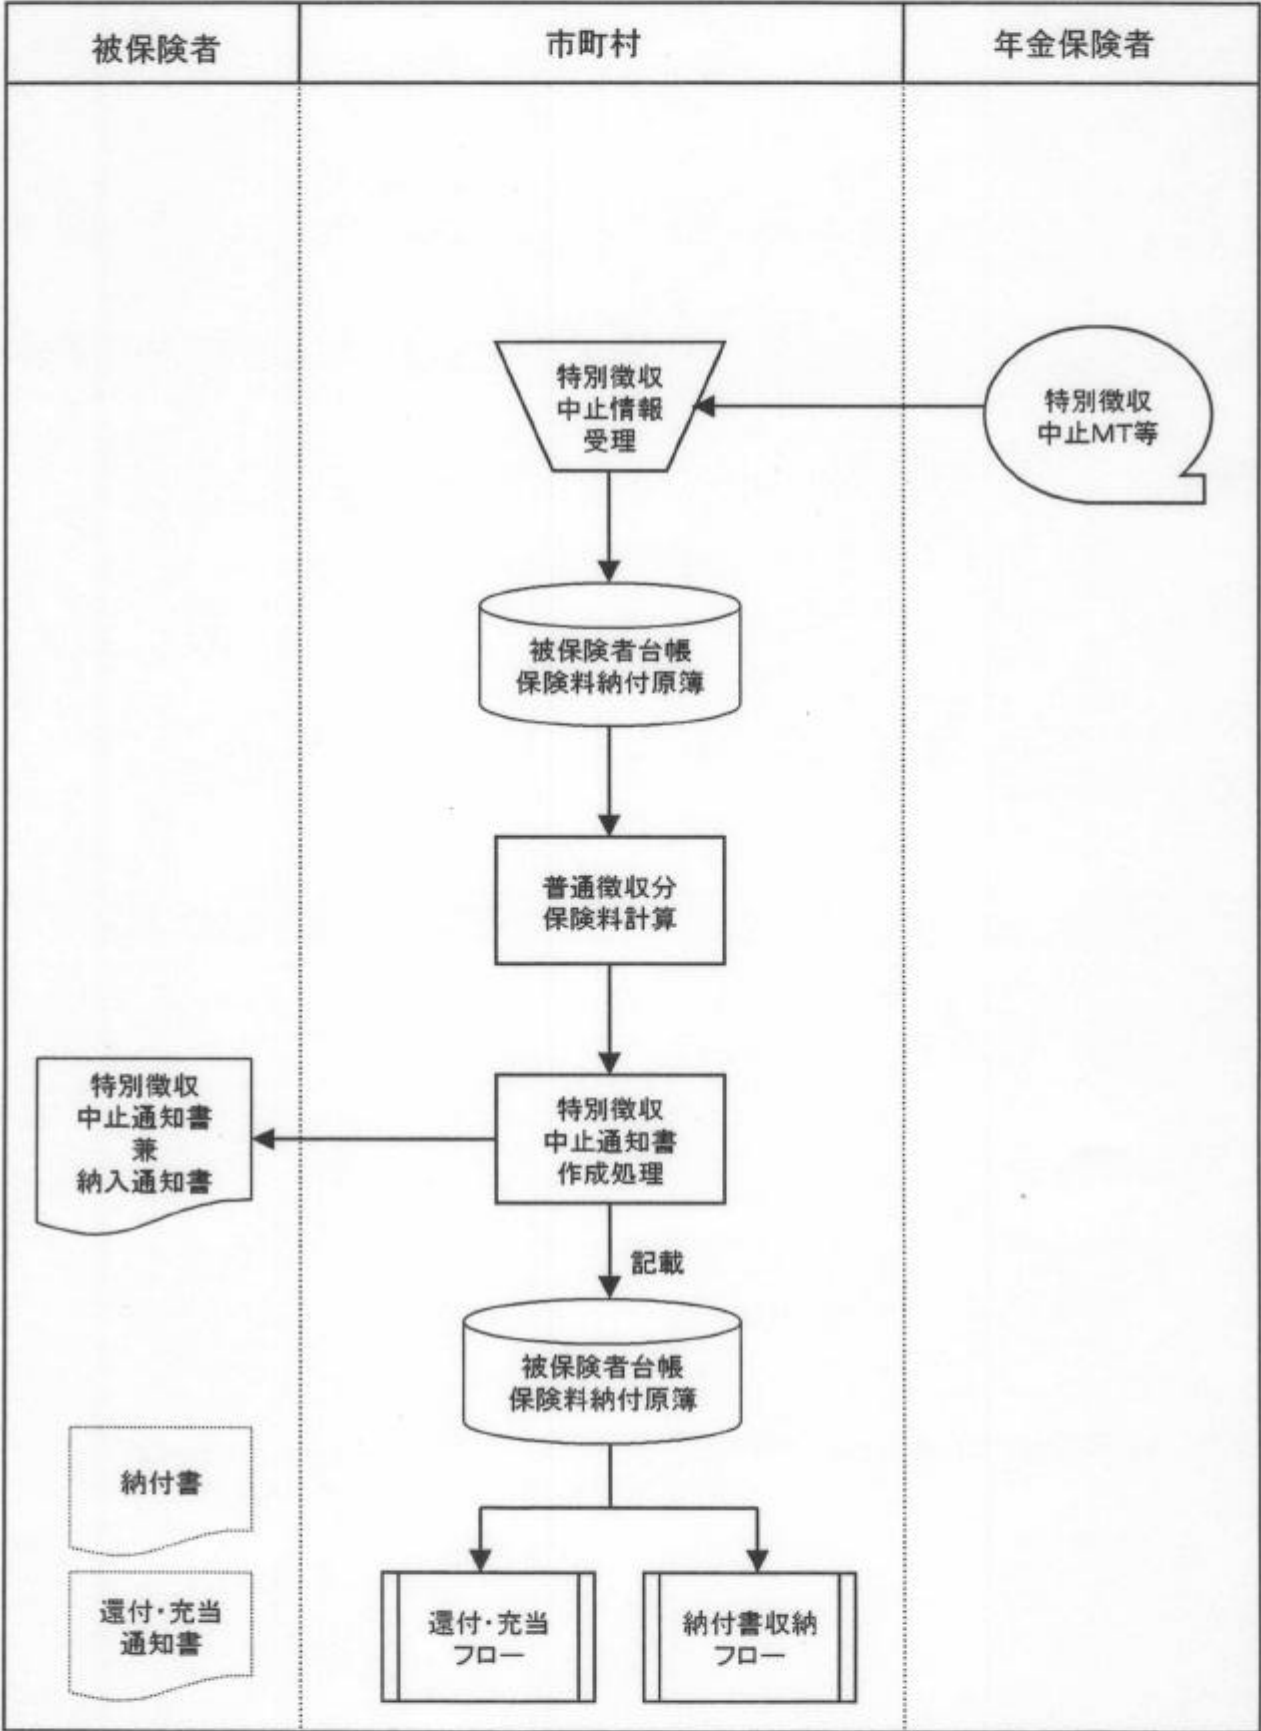 被保険者
市町村
年金保険者
特別徴収
中止情報
受理
特別徴収
中止MT等
被保険者台帳
保険料納付原簿
普通徴収分
保険料計算
特別徴収
中止通知書
兼
納入通知書
特別徴収
中止通知書
作成処理
記載
被保険者台帳
保険料納付原簿
納付書
還付・充当
通知書
還付・充当
フロー
納付書収納
フロー